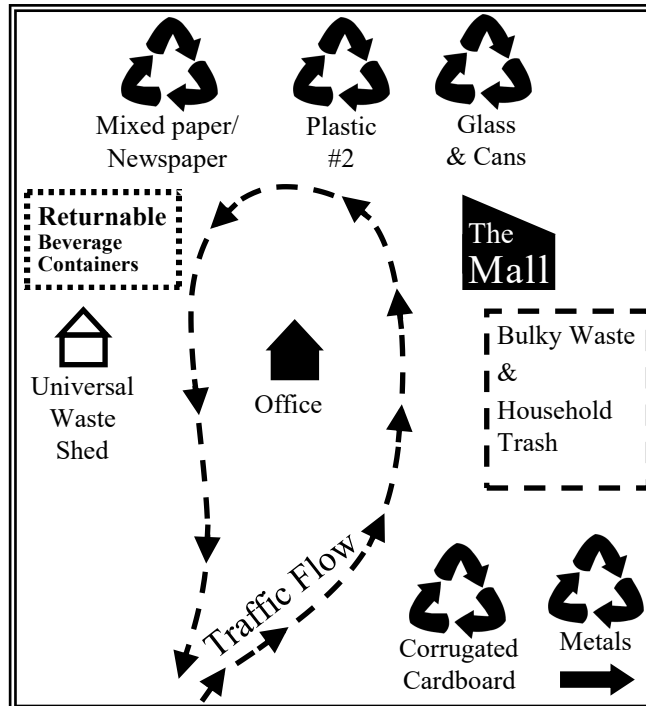 Mixed paper/
Newspaper
Plastic
#2
Glass
& Cans
Returnable
Beverage
Containers
The
Mall
Universal
Waste
Shed
Office
Bulky Waste
&
Household
Trash
Traffic Flow
Corrugated
Cardboard
Metals